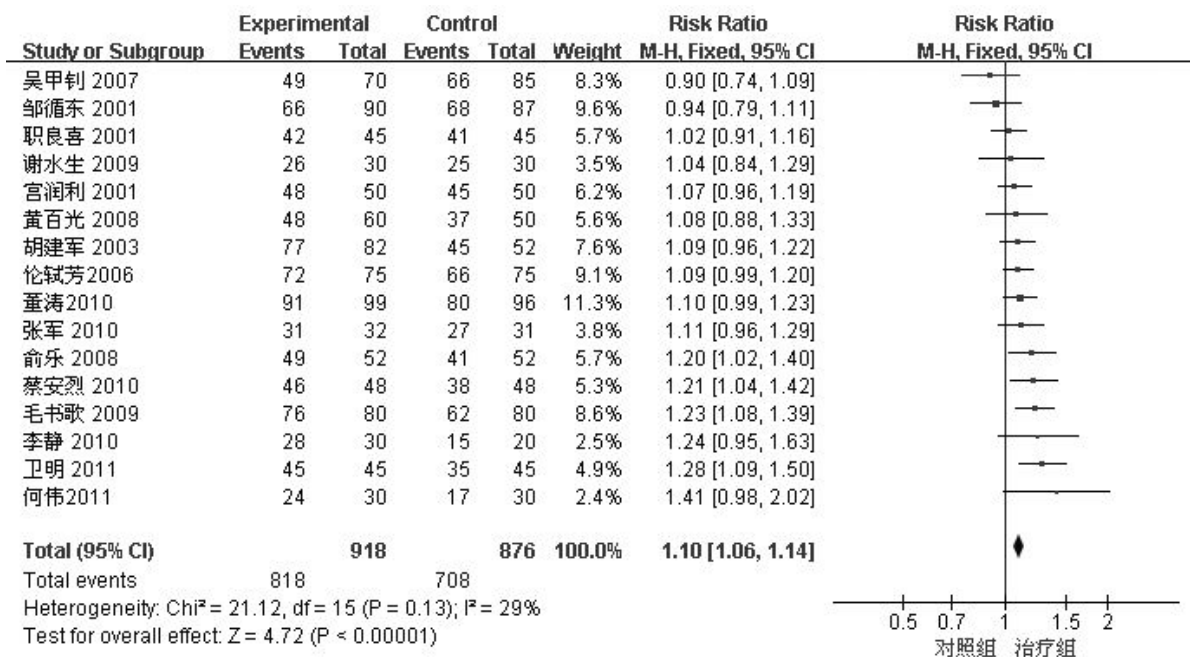 Experimental Control Risk Ratio Risk Ratio
Study or Subgroup Events Total Events Total Weight M-H, Fixed, 95% CI M-H, Fixed, 95% CI
吴甲钊 2007 49 70 66 85 8.3% 0.90 [0.74, 1.09]
邹循东 2001 66 90 68 87 9.6% 0.94 [0.79, 1.11]
职良喜 2001 42 45 41 45 5.7% 1.02 [0.91, 1.16]
谢水生 2009 26 30 25 30 3.5% 1.04 [0.84, 1.29]
宫润利 2001 48 50 45 50 6.2% 1.07 [0.96, 1.19]
黄百光 2008 48 60 37 50 5.6% 1.08 [0.88, 1.33]
胡建军 2003 77 82 45 52 7.6% 1.09 [0.96, 1.22]
伦轼芳2006 72 75 66 75 9.1% 1.09 [0.99, 1.20]
董涛2010 91 99 80 96 11.3% 1.10 [0.99, 1.23]
张军 2010 31 32 27 31 3.8% 1.11 [0.96, 1.29]
俞乐 2008 49 52 41 52 5.7% 1.20 [1.02, 1.40]
蔡安烈 2010 46 48 38 48 5.3% 1.21 [1.04, 1.42]
毛书歌 2009 76 80 62 80 8.6% 1.23 [1.08, 1.39]
李静 2010 28 30 15 20 2.5% 1.24 [0.95, 1.63]
卫明 2011 45 45 35 45 4.9% 1.28 [1.09, 1.50]
何伟2011 24 30 17 30 2.4% 1.41 [0.98, 2.02]
Total (95% CI) 918 876 100.0% 1.10 [1.06, 1.14]
Total events 818 708
Heterogeneity: Chi² = 21.12, df = 15 (P = 0.13); I² = 29%
Test for overall effect: Z = 4.72 (P < 0.00001)
0.5 0.7 1 1.5 2
对照组 治疗组